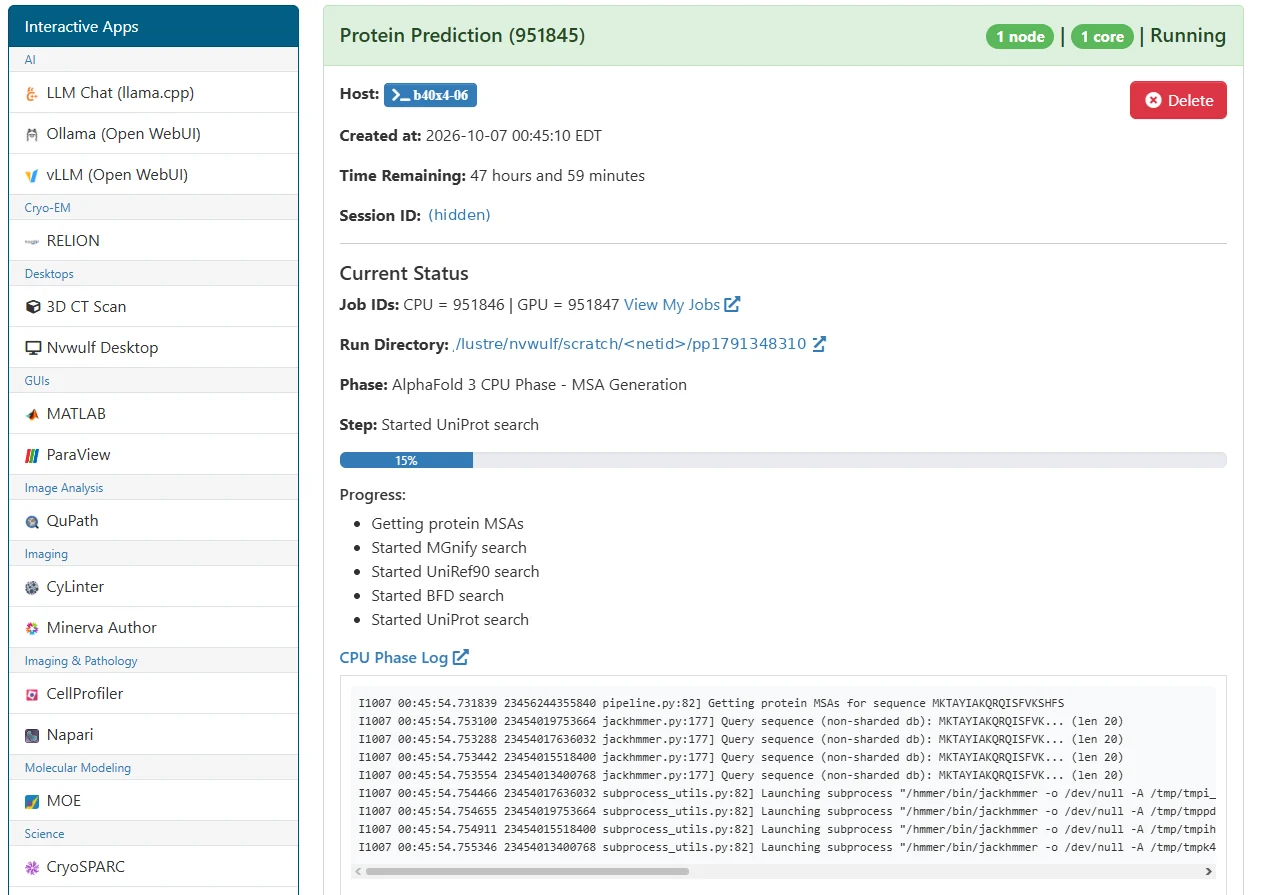 Interactive Apps
AI
LLM Chat (llama.cpp)
Ollama (Open WebUI)
vLLM (Open WebUI)
Cryo-EM
RELION
Desktops
3D CT Scan
Nvwulf Desktop
GUIs
MATLAB
ParaView
Image Analysis
QuPath
Imaging
CyLinter
Minerva Author
Imaging & Pathology
CellProfiler
Napari
Molecular Modeling
MOE
Science
CryoSPARC
Protein Prediction (951845)
1 node | 1 core | Running
Host: >_ b40x4-06
Delete
Created at: 2026-10-07 00:45:10 EDT
Time Remaining: 47 hours and 59 minutes
Session ID: (hidden)
Current Status
Job IDs: CPU = 951846 | GPU = 951847 View My Jobs
Run Directory: /lustre/nvwulf/scratch/<netid>/pp1791348310
Phase: AlphaFold 3 CPU Phase - MSA Generation
Step: Started UniProt search
15%
Progress:
• Getting protein MSAs
• Started MGnify search
• Started UniRef90 search
• Started BFD search
• Started UniProt search
CPU Phase Log
I1007 00:45:54.731839 23456244355840 pipeline.py:82] Getting protein MSAs for sequence MKTAYIAKQRQISFVKSHFS
I1007 00:45:54.753100 23454019753664 jackhmmer.py:177] Query sequence (non-sharded db): MKTAYIAKQRQISFVK... (len 20)
I1007 00:45:54.753288 23454017636032 jackhmmer.py:177] Query sequence (non-sharded db): MKTAYIAKQRQISFVK... (len 20)
I1007 00:45:54.753442 23454015518400 jackhmmer.py:177] Query sequence (non-sharded db): MKTAYIAKQRQISFVK... (len 20)
I1007 00:45:54.753554 23454013400768 jackhmmer.py:177] Query sequence (non-sharded db): MKTAYIAKQRQISFVK... (len 20)
I1007 00:45:54.754466 23454017636032 subprocess_utils.py:82] Launching subprocess "/hmmer/bin/jackhmmer -o /dev/null -A /tmp/tmpi_
I1007 00:45:54.754655 23454019753664 subprocess_utils.py:82] Launching subprocess "/hmmer/bin/jackhmmer -o /dev/null -A /tmp/tmppd
I1007 00:45:54.754911 23454015518400 subprocess_utils.py:82] Launching subprocess "/hmmer/bin/jackhmmer -o /dev/null -A /tmp/tmpih
I1007 00:45:54.755346 23454013400768 subprocess_utils.py:82] Launching subprocess "/hmmer/bin/jackhmmer -o /dev/null -A /tmp/tmpk4